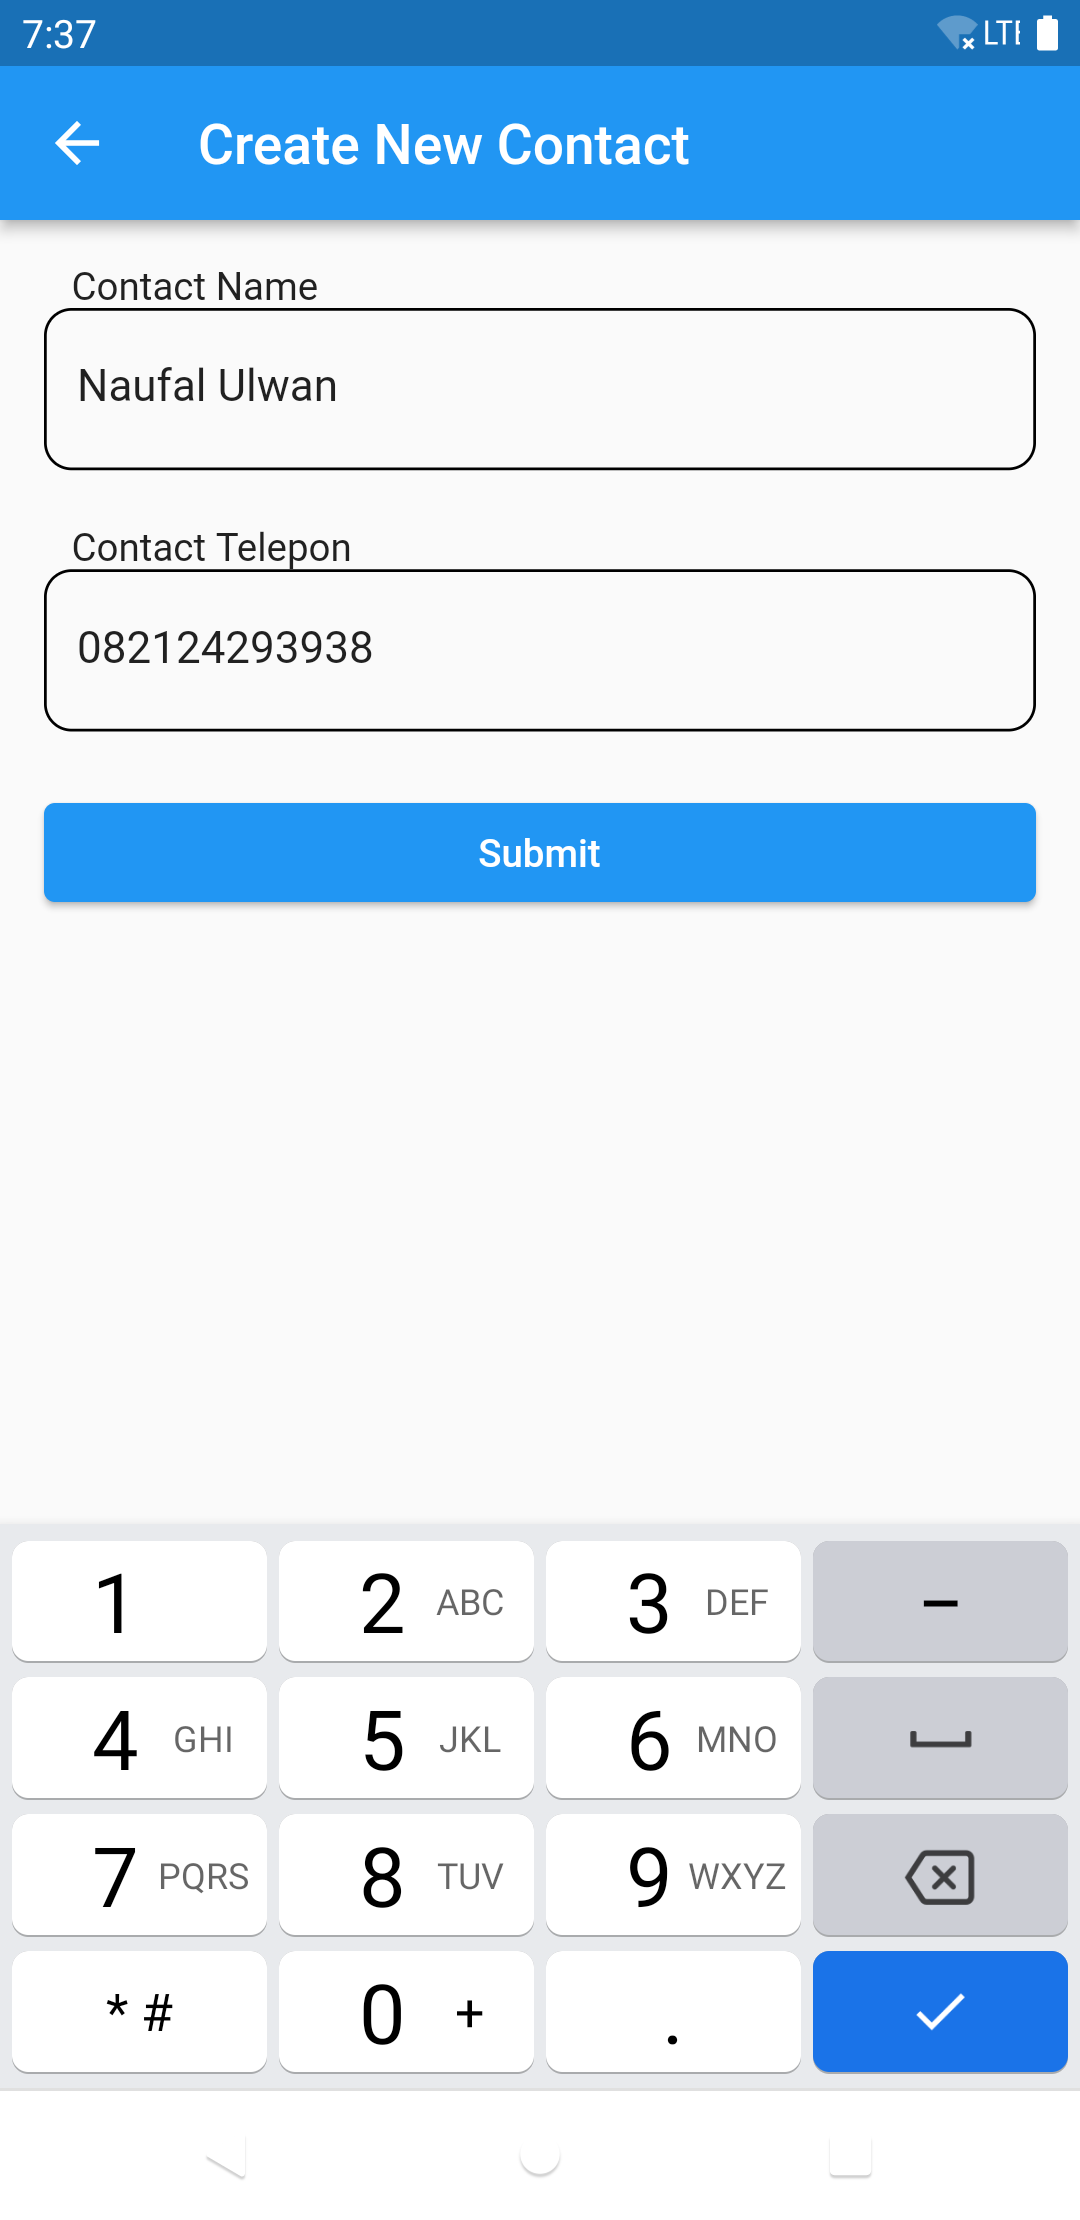 7:37 LTE
Create New Contact
Contact Name
Naufal Ulwan
Contact Telepon
082124293938
Submit
1 2 ABC 3 DEF –
4 GHI 5 JKL 6 MNO
7 PQRS 8 TUV 9 WXYZ
* # 0 + .